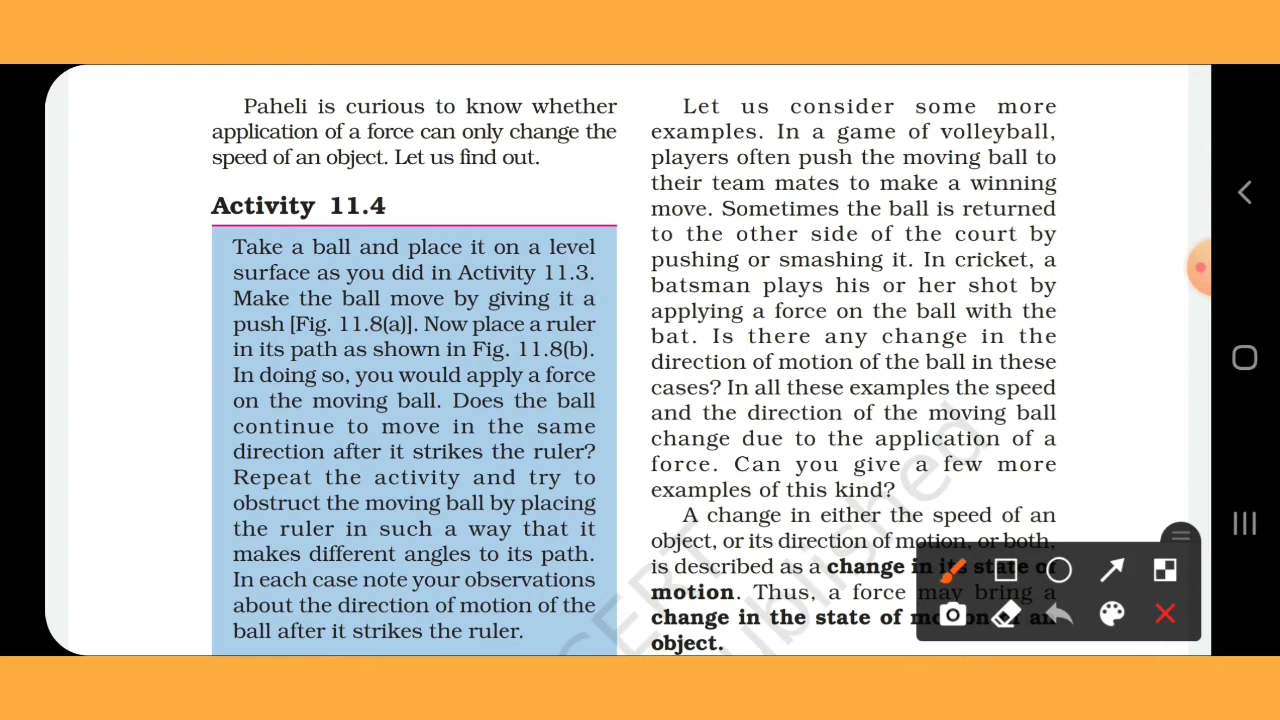 Paheli is curious to know whether
application of a force can only change the
speed of an object. Let us find out.
Activity 11.4
Take a ball and place it on a level
surface as you did in Activity 11.3.
Make the ball move by giving it a
push [Fig. 11.8(a)]. Now place a ruler
in its path as shown in Fig. 11.8(b).
In doing so, you would apply a force
on the moving ball. Does the ball
continue to move in the same
direction after it strikes the ruler?
Repeat the activity and try to
obstruct the moving ball by placing
the ruler in such a way that it
makes different angles to its path.
In each case note your observations
about the direction of motion of the
ball after it strikes the ruler.
Let us consider some more
examples. In a game of volleyball,
players often push the moving ball to
their team mates to make a winning
move. Sometimes the ball is returned
to the other side of the court by
pushing or smashing it. In cricket, a
batsman plays his or her shot by
applying a force on the ball with the
bat. Is there any change in the
direction of motion of the ball in these
cases? In all these examples the speed
and the direction of the moving ball
change due to the application of a
force. Can you give a few more
examples of this kind?
A change in either the speed of an
object, or its direction of motion, or both,
is described as a change in its state of
motion. Thus, a force may bring a
change in the state of motion of an
object.